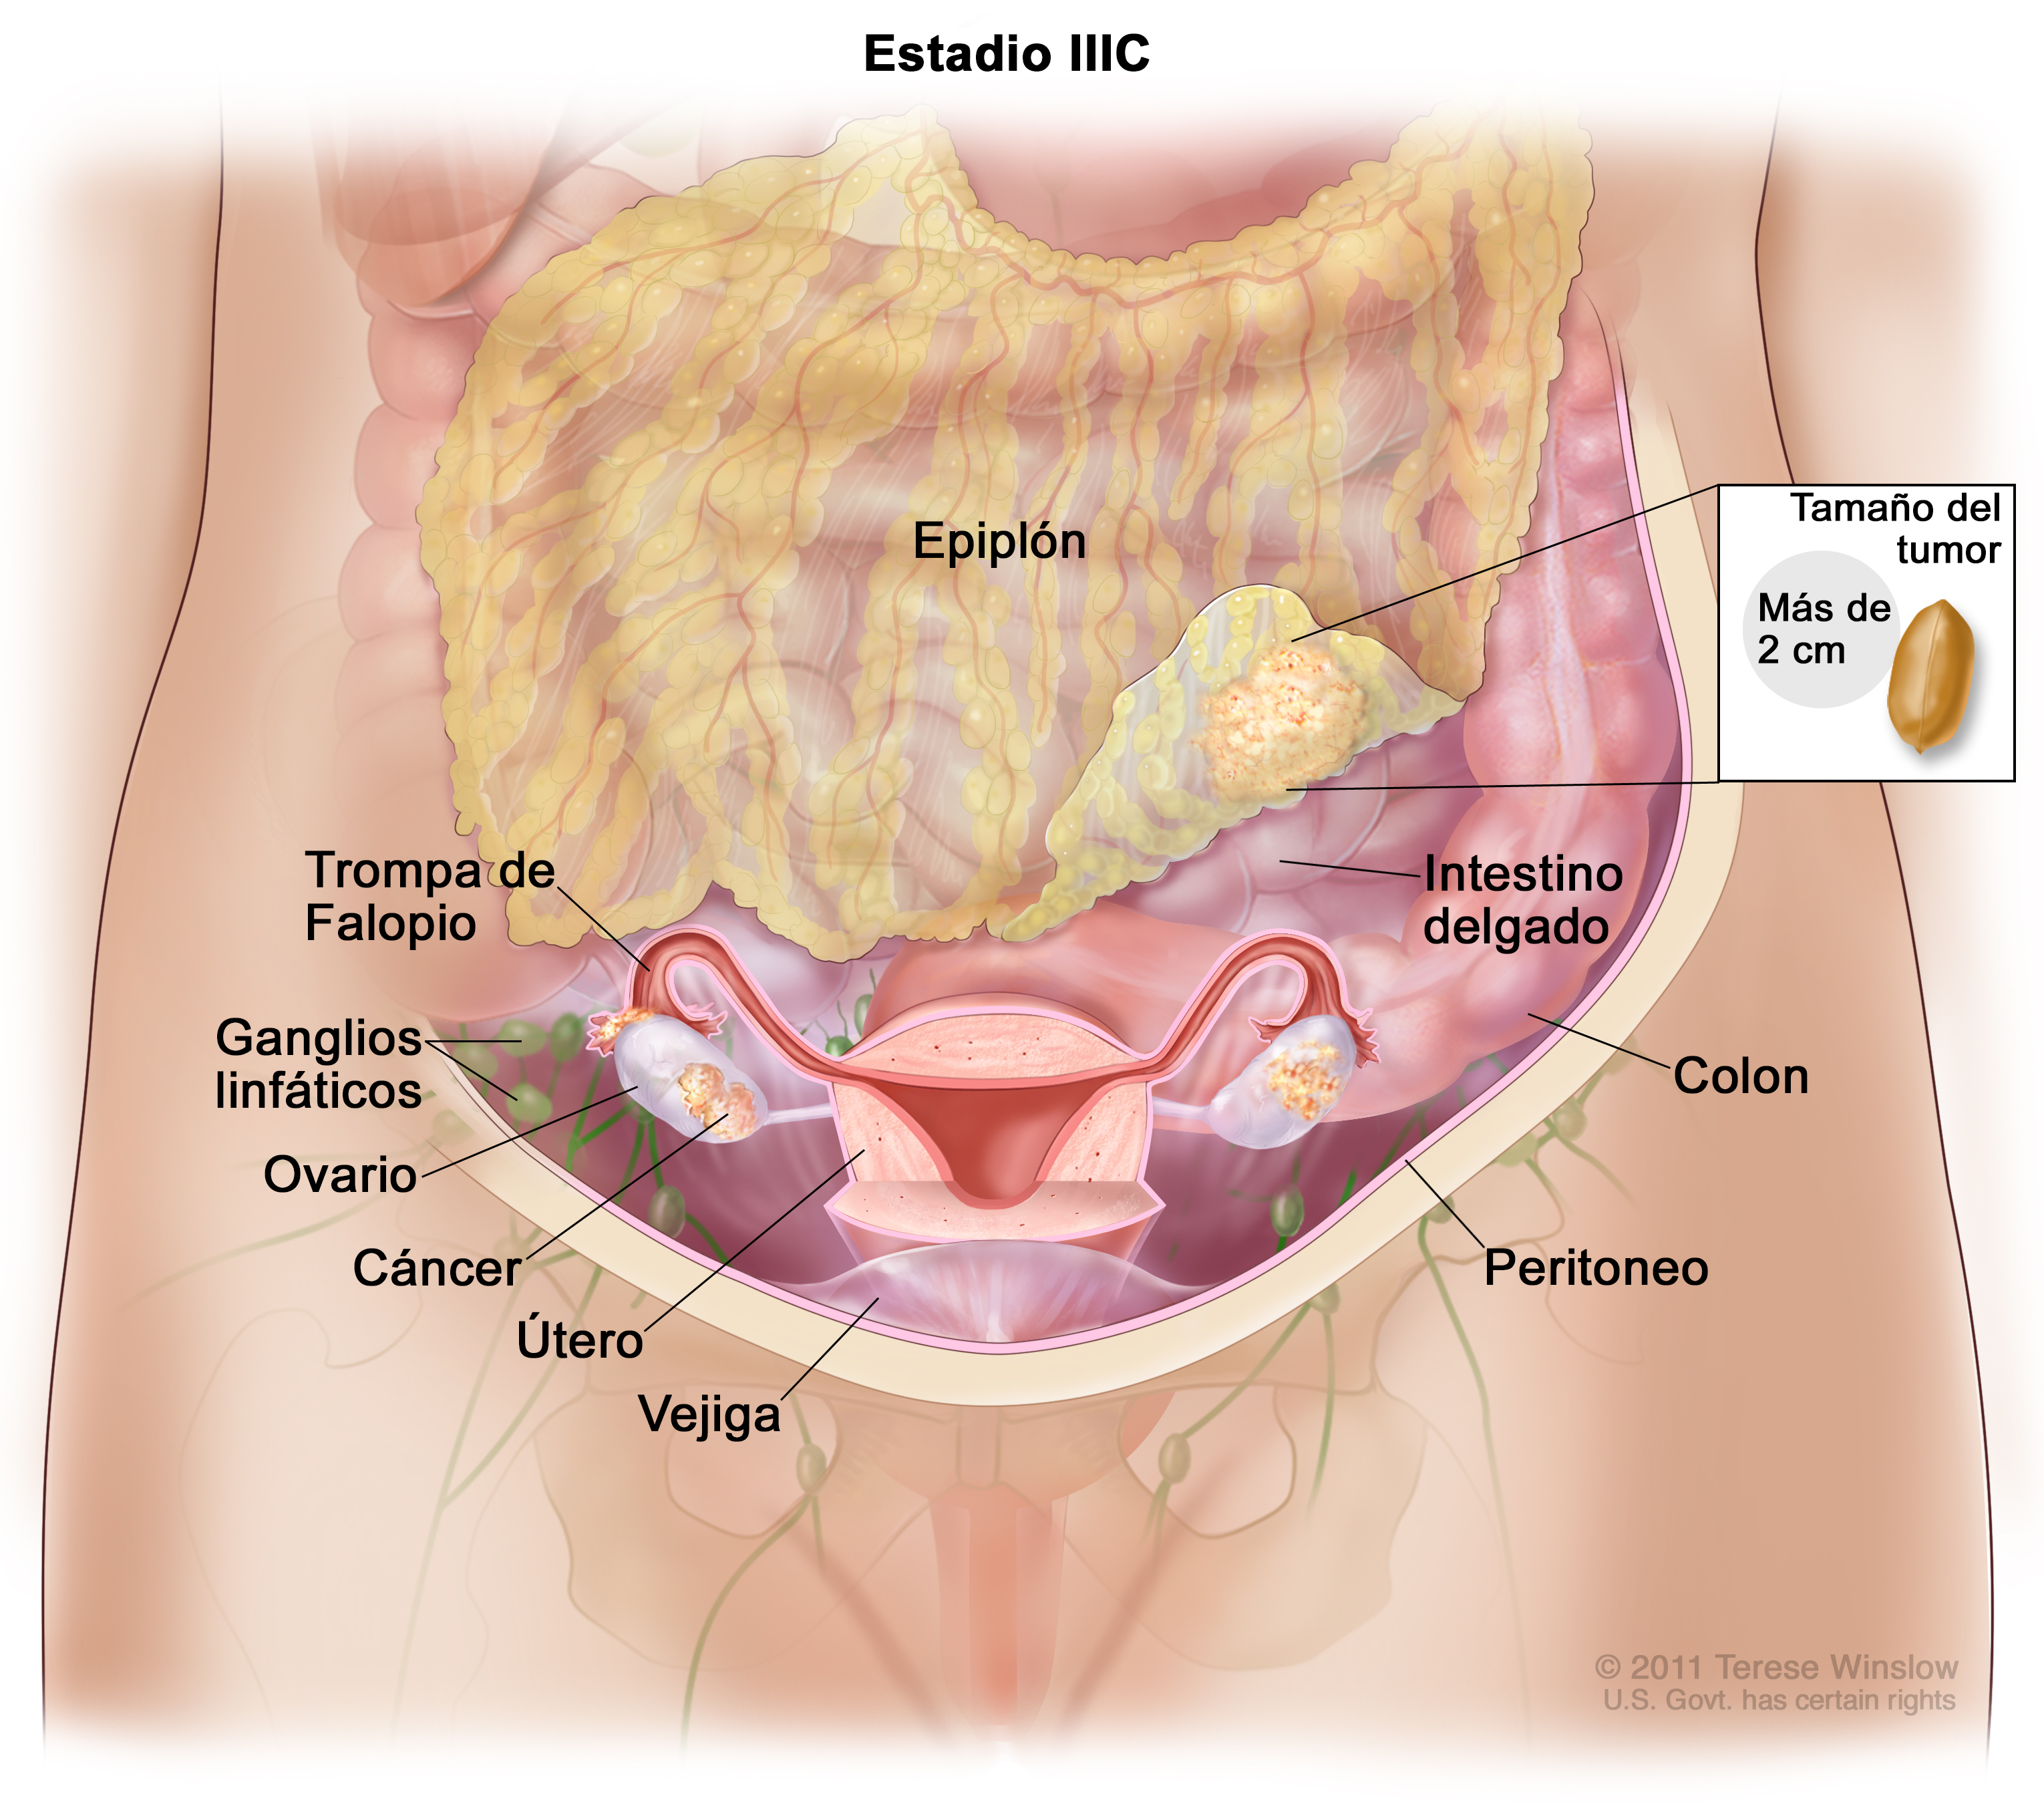 Estadio IIIC
Tamaño del
tumor
Más de
2 cm
Epiplón
Trompa de
Falopio
Intestino
delgado
Ganglios
linfáticos
Colon
Ovario
Cáncer
Peritoneo
Útero
Vejiga
© 2011 Terese Winslow
U.S. Govt. has certain rights